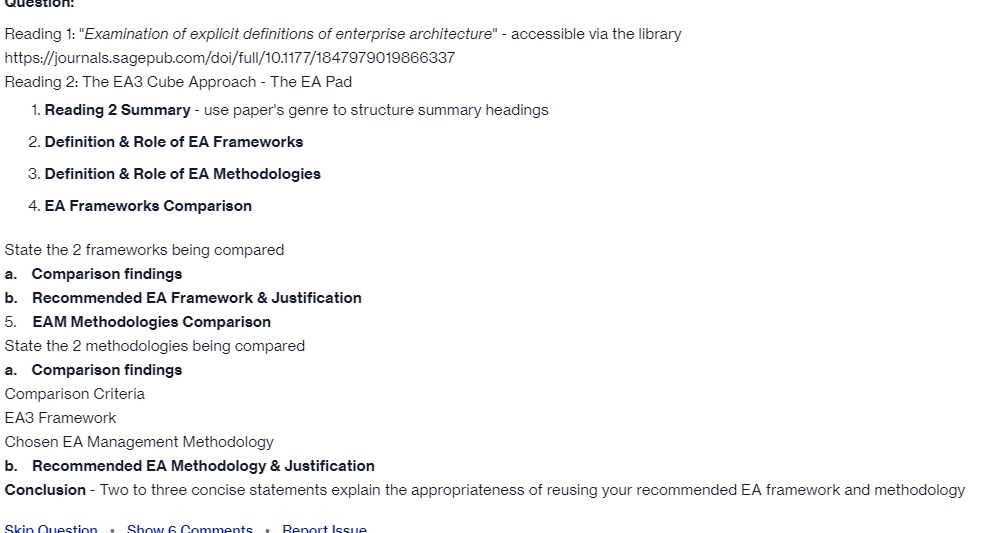 Question:
Reading 1: "Examination of explicit definitions of enterprise architecture" - accessible via the library
https://journals.sagepub.com/doi/full/10.1177/1847979019866337
Reading 2: The EA3 Cube Approach - The EA Pad
1. Reading 2 Summary - use paper's genre to structure summary headings
2. Definition & Role of EA Frameworks
3. Definition & Role of EA Methodologies
4. EA Frameworks Comparison
State the 2 frameworks being compared
a. Comparison findings
b. Recommended EA Framework & Justification
5. EAM Methodologies Comparison
State the 2 methodologies being compared
a. Comparison findings
Comparison Criteria
EA3 Framework
Chosen EA Management Methodology
b. Recommended EA Methodology & Justification
Conclusion - Two to three concise statements explain the appropriateness of reusing your recommended EA framework and methodology
Skip Question • Show 6 Comments • Report Issue